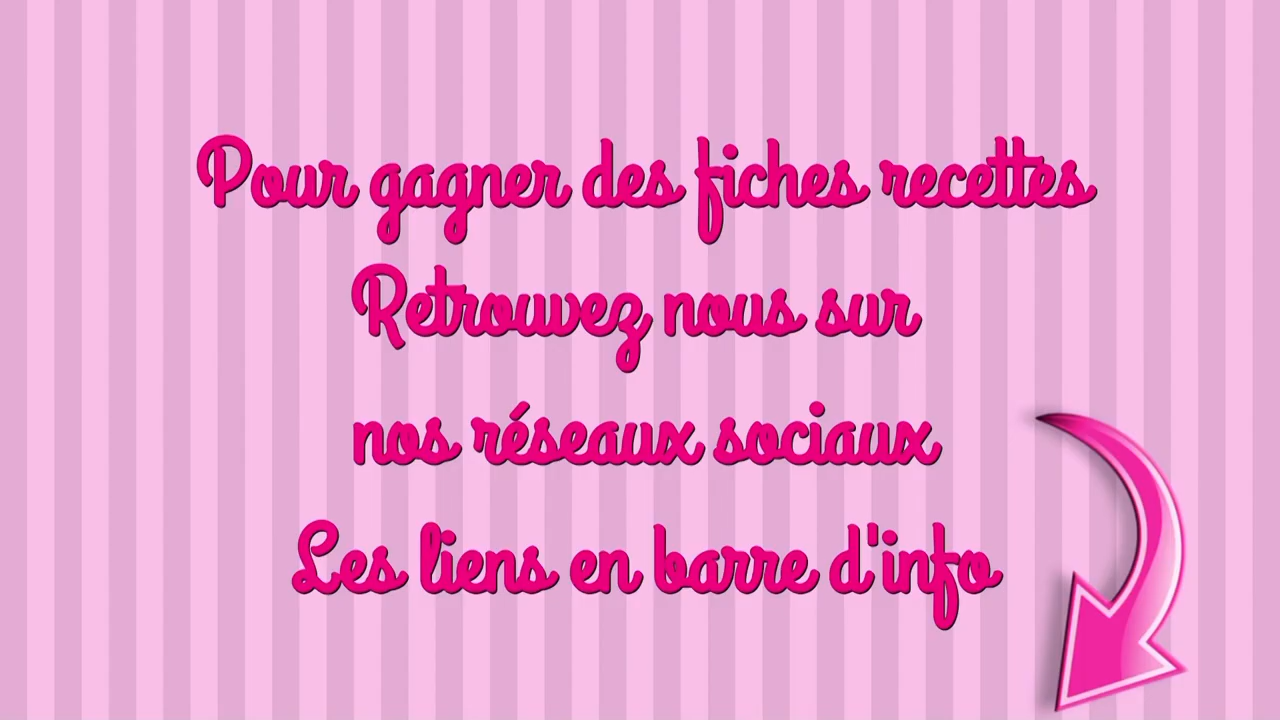 Pour gagner des fiches recettes
Retrouvez nous sur
nos réseaux sociaux
Les liens en barre d'info